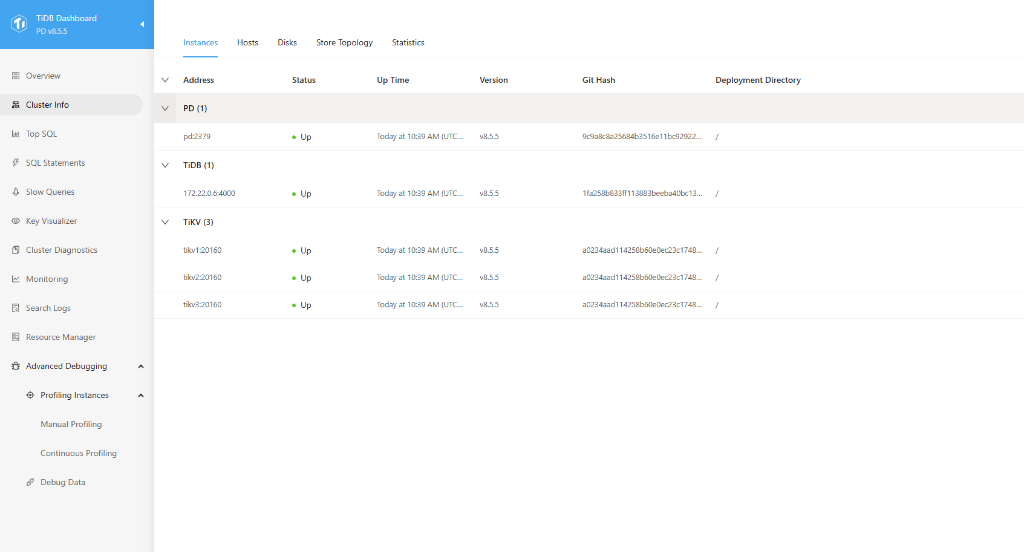 TiDB Dashboard
PD v8.5.5
Overview
Cluster Info
Top SQL
SQL Statements
Slow Queries
Key Visualizer
Cluster Diagnostics
Monitoring
Search Logs
Resource Manager
Advanced Debugging
Profiling Instances
Manual Profiling
Continuous Profiling
Debug Data
Instances Hosts Disks Store Topology Statistics
Address Status Up Time Version Git Hash Deployment Directory
PD (1)
pd:2379 Up Today at 10:39 AM (UTC... v8.5.5 9c9a8c8a25684b3516e11bc92922... /
TiDB (1)
172.22.0.6:4000 Up Today at 10:39 AM (UTC... v8.5.5 1fa258b833ff113883beeba40bc13... /
TiKV (3)
tikv1:20160 Up Today at 10:39 AM (UTC... v8.5.5 a0234aad114258b60e0ec23c1748... /
tikv2:20160 Up Today at 10:39 AM (UTC... v8.5.5 a0234aad114258b60e0ec23c1748... /
tikv3:20160 Up Today at 10:39 AM (UTC... v8.5.5 a0234aad114258b60e0ec23c1748... /